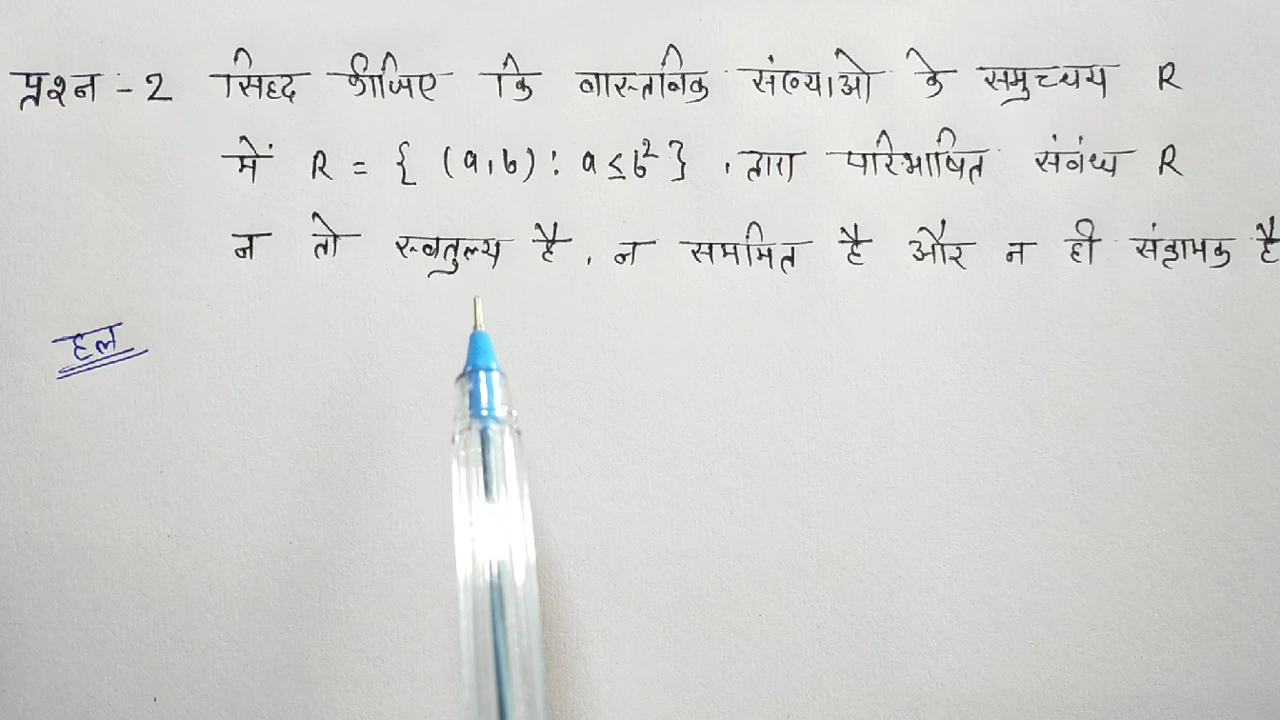 प्रश्न - 2 सिद्ध कीजिए कि वास्तविक संख्याओ के समुच्चय R
में R = { (a,b) : a ≤ b² } , द्वारा परिभाषित संबंध R
न तो स्वतुल्य है , न सममित है और न ही संक्रामक है
हल